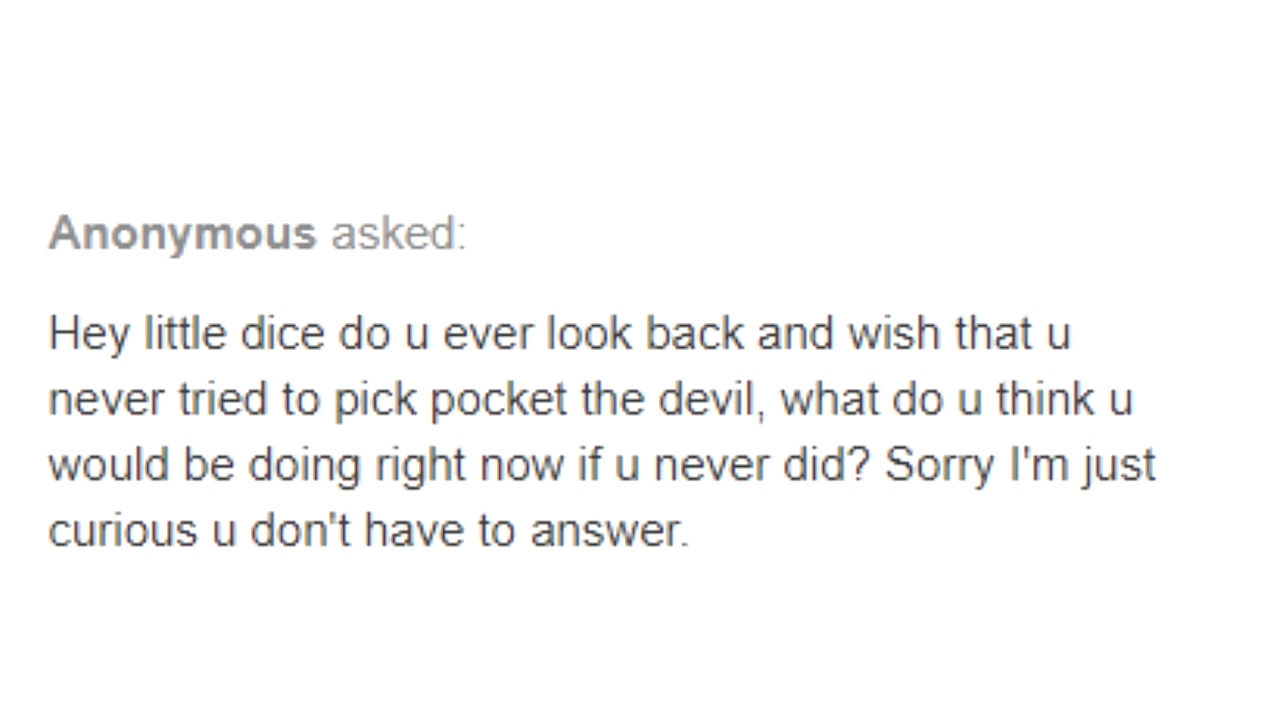 Anonymous asked:
Hey little dice do u ever look back and wish that u
never tried to pick pocket the devil, what do u think u
would be doing right now if u never did? Sorry I'm just
curious u don't have to answer.